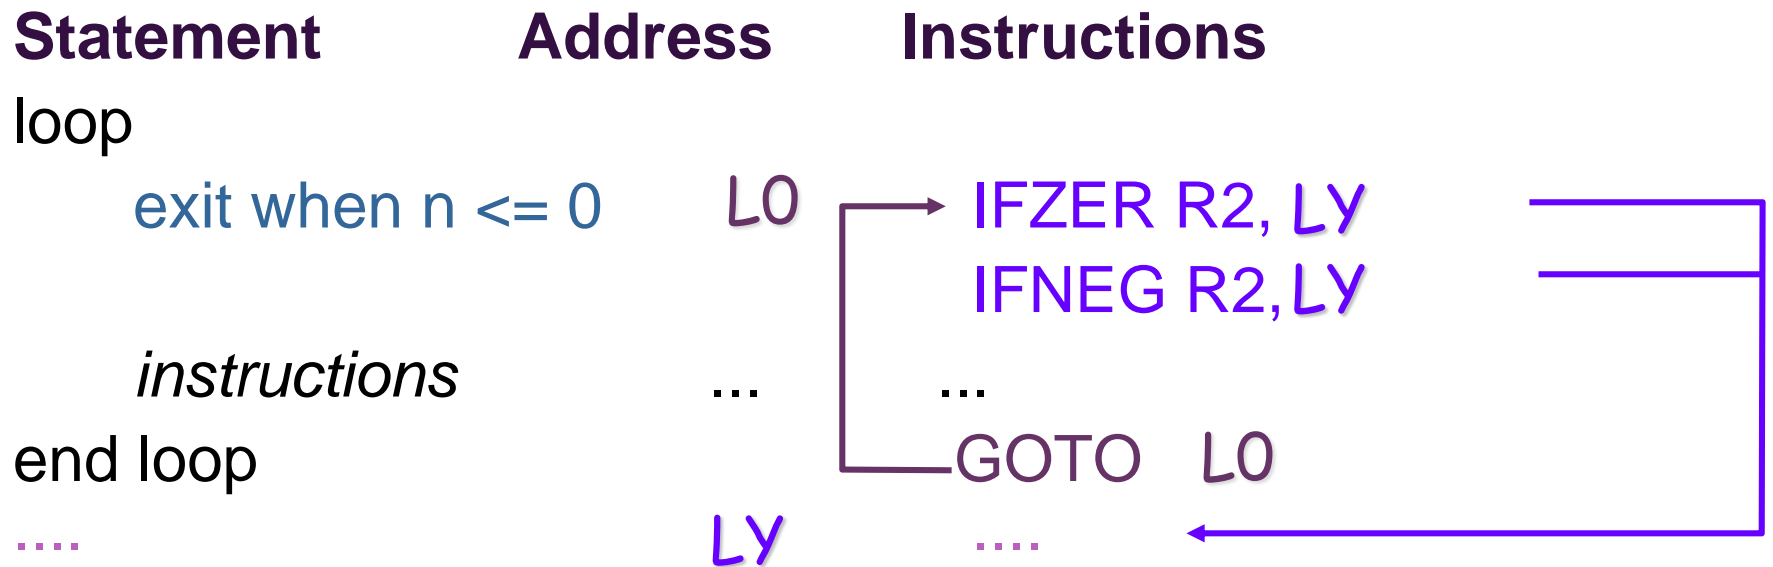 Statement Address Instructions
loop
exit when n <= 0 L0 IFZER R2, LY
IFNEG R2, LY
instructions ... ...
end loop GOTO L0
.... LY ....